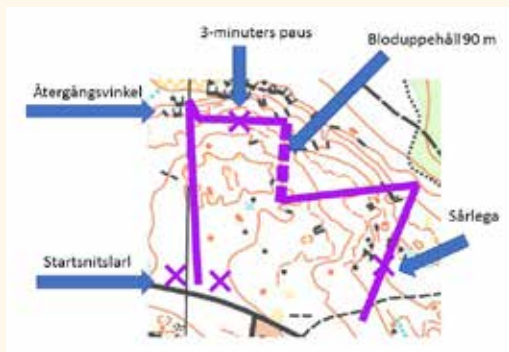 3-minuters paus
Bloduppehåll 90 m
Återgångsvinkel
Sårlega
Startsnitslarl